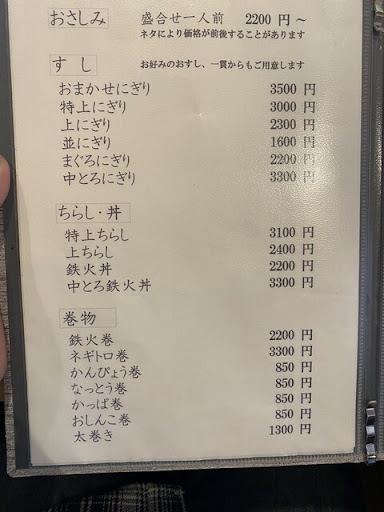 おさしみ 盛合せ一人前 2200 円～
ネタにより価格が前後することがあります
すし お好みのおすし、一貫からもご用意します
おまかせにぎり 3500 円
特上にぎり 3000 円
上にぎり 2300 円
並にぎり 1600 円
まぐろにぎり 2200 円
中とろにぎり 3300 円
ちらし・丼
特上ちらし 3100 円
上ちらし 2400 円
鉄火丼 2200 円
中とろ鉄火丼 3300 円
巻物
鉄火巻 2200 円
ネギトロ巻 3300 円
かんぴょう巻 850 円
なっとう巻 850 円
かっぱ巻 850 円
おしんこ巻 850 円
太巻き 1300 円